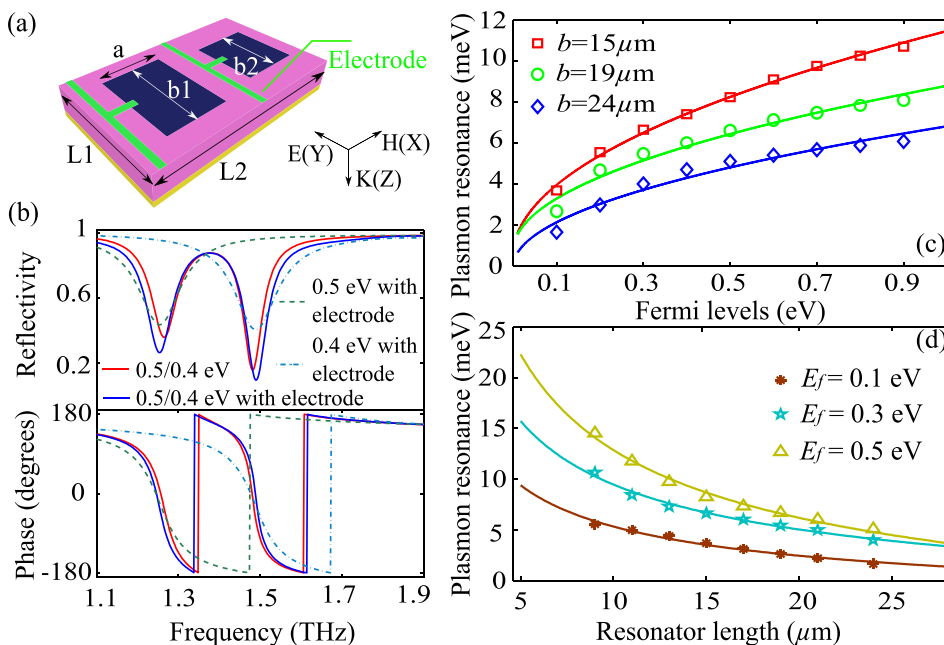 (a)
a
b1
b2
Electrode
L1
L2
E(Y)
H(X)
K(Z)
(b)
Reflectivity
1
0.6
0.2
0.5 eV with
electrode
0.4 eV with
electrode
0.5/0.4 eV
0.5/0.4 eV with electrode
Phase (degrees)
180
0
-180
1.1
1.3
1.5
1.7
1.9
Frequency (THz)
Plasmon resonance (meV)
12
10
8
6
4
2
0
b=15μm
b=19μm
b=24μm
(c)
0.1
0.3
0.5
0.7
0.9
Fermi levels (eV)
Plasmon resonance (meV)
25
20
15
10
5
0
(d)
Ef = 0.1 eV
Ef = 0.3 eV
Ef = 0.5 eV
5
10
15
20
25
Resonator length (μm)